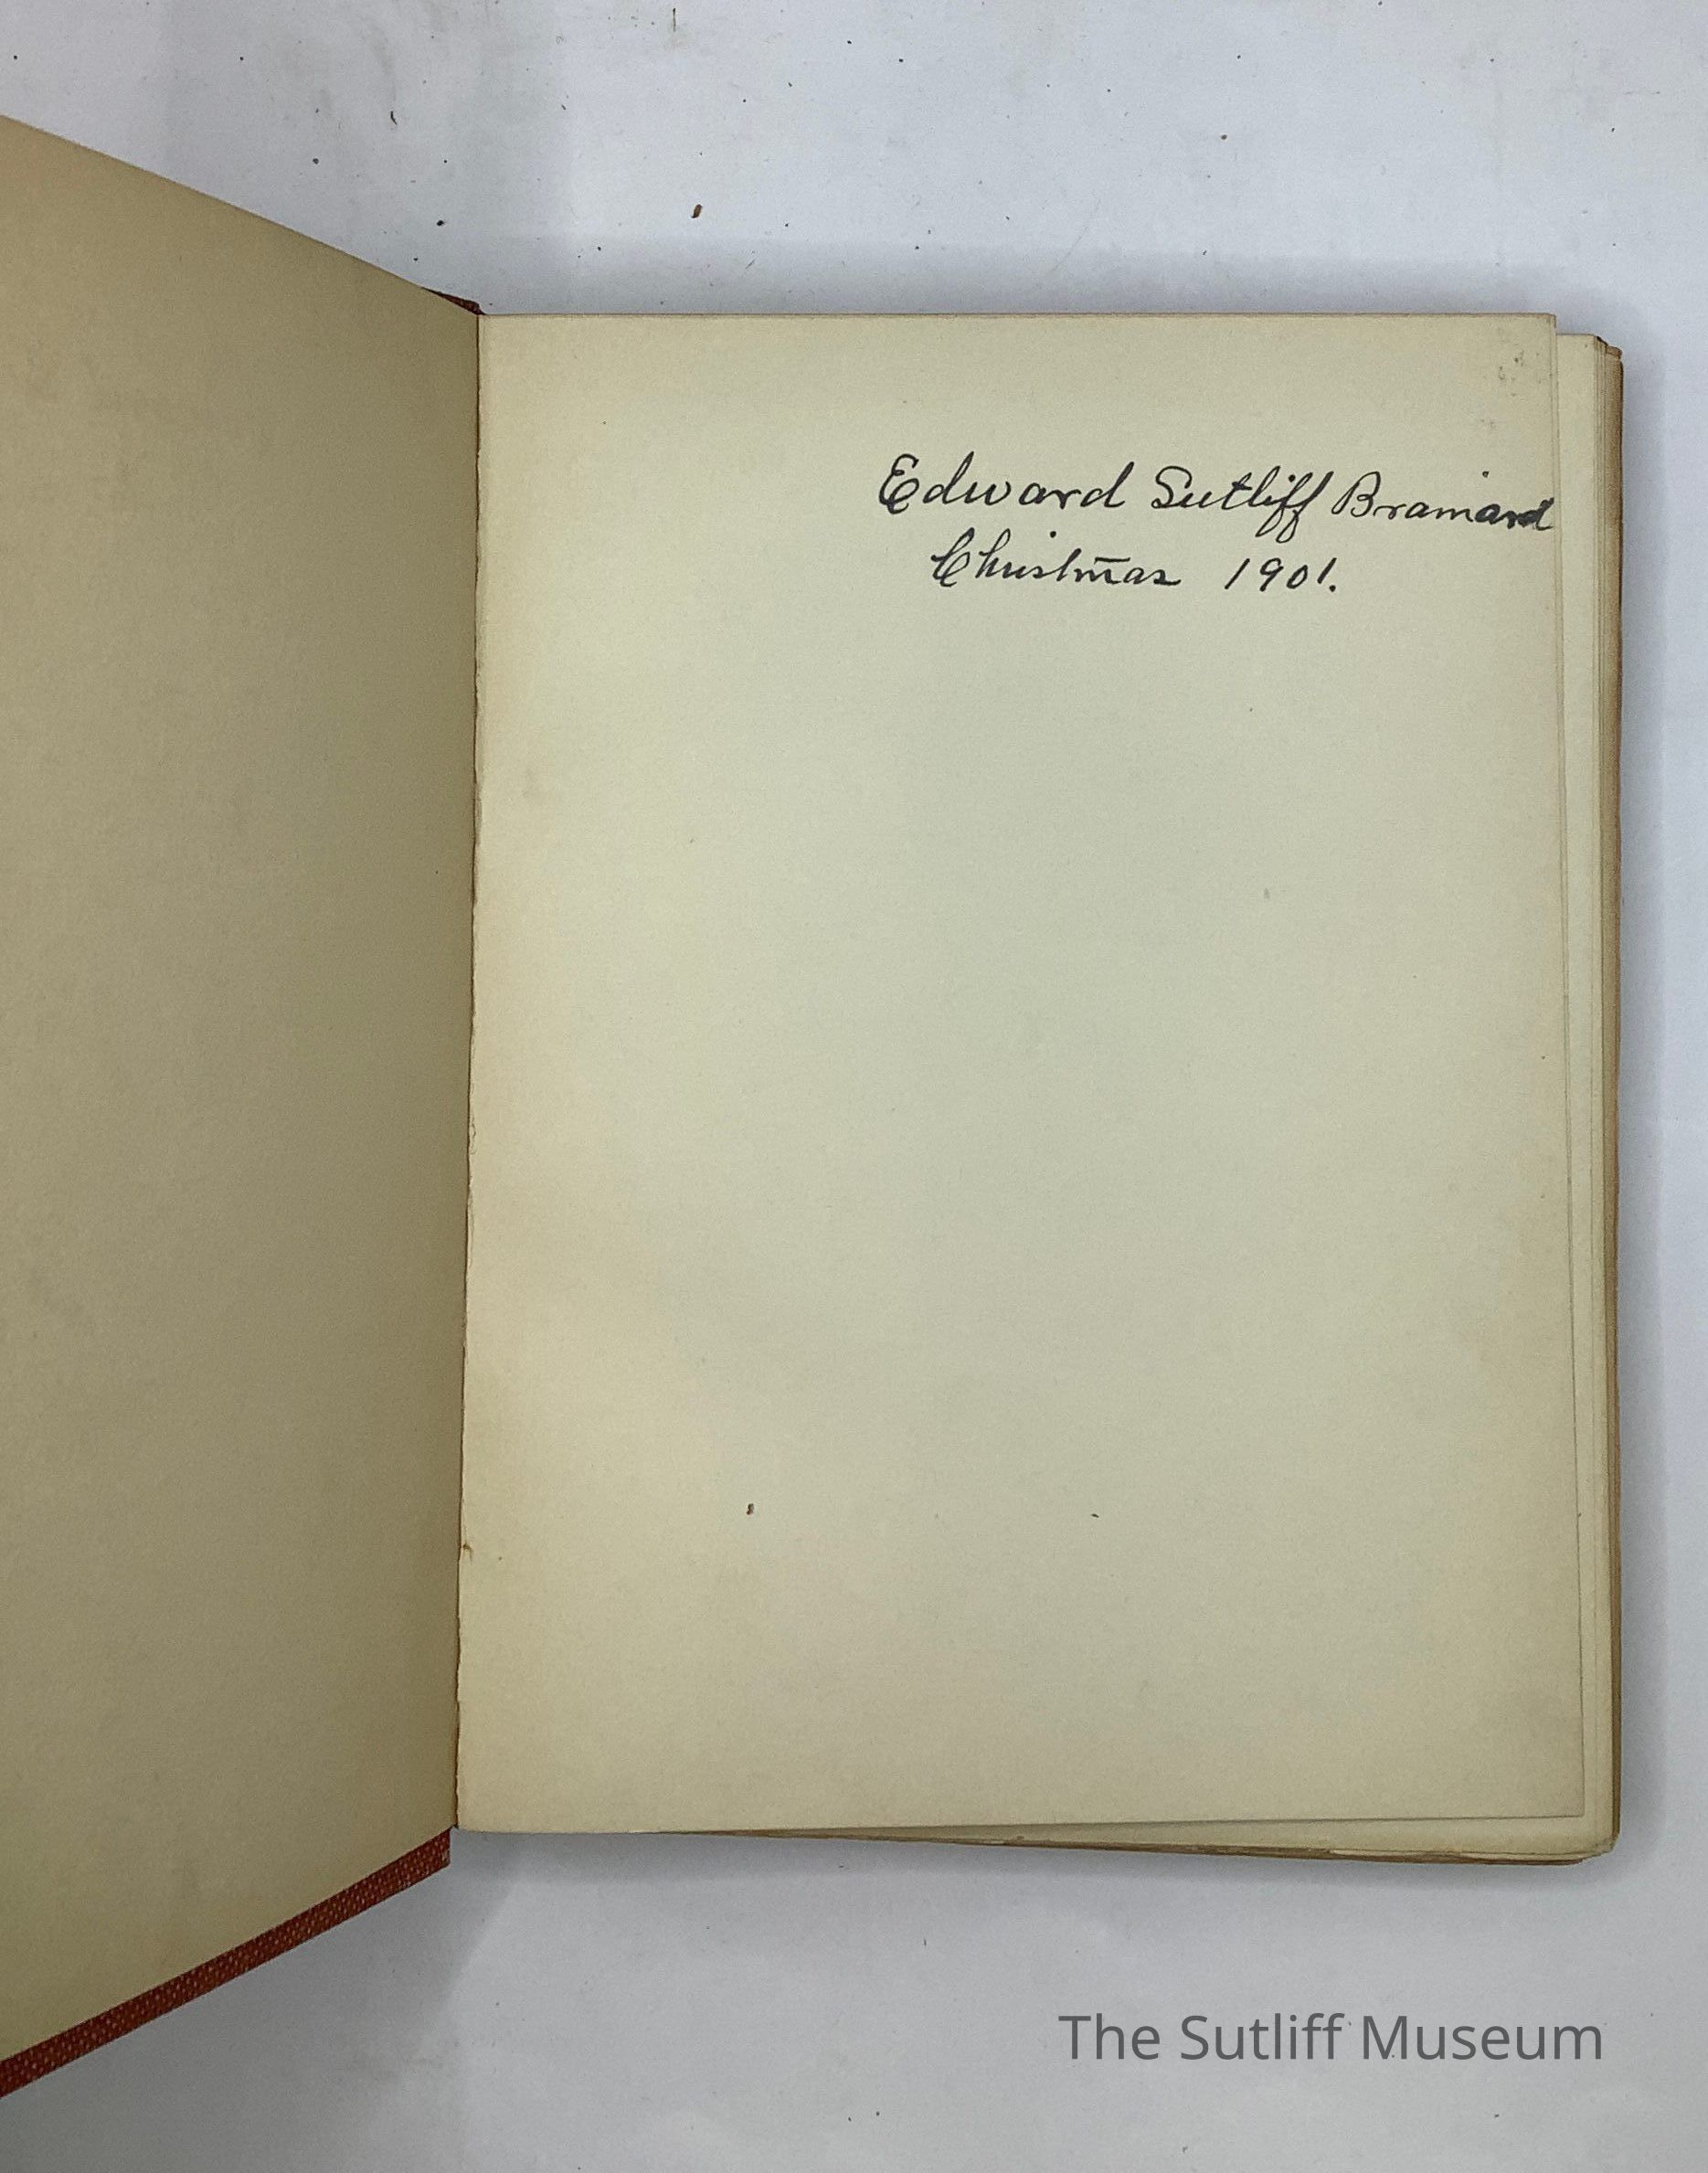 Edward Sutliff Brainard
Christmas 1901.
The Sutliff Museum